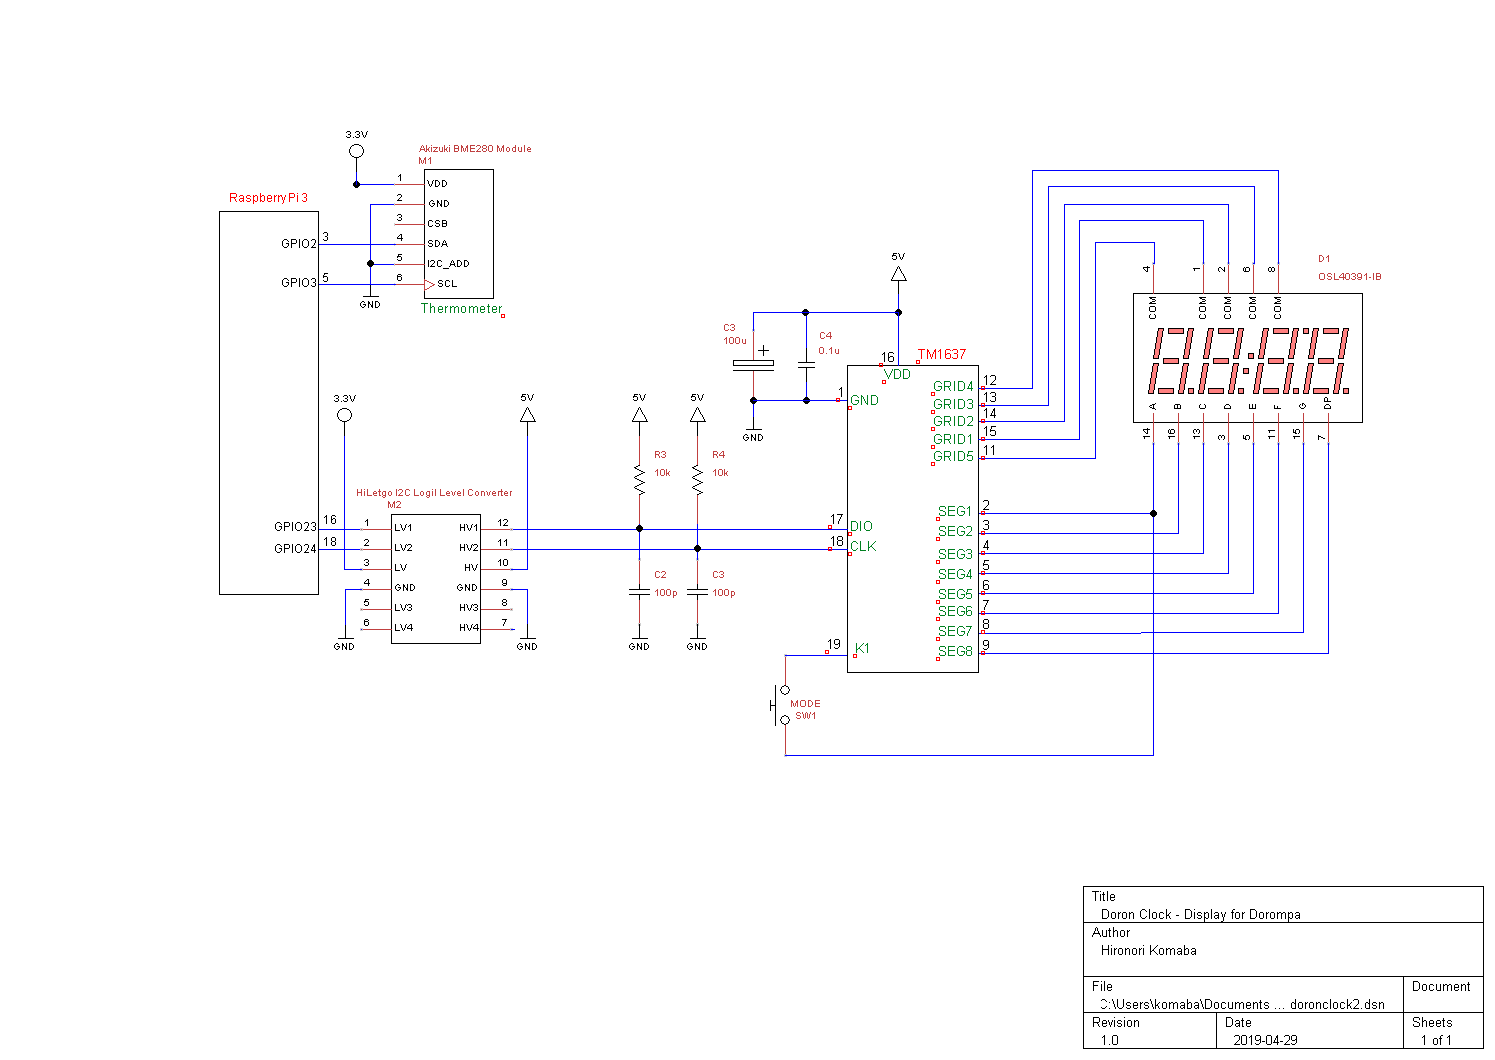 3.3V
Akizuki BME280 Module
M1
RaspberryPi 3
1 VDD
2 GND
3 CSB
4 SDA
5 I2C_ADD
6 SCL
GPIO2 3
GPIO3 5
GND
Thermometer
3.3V
5V
HiLetgo I2C Logil Level Converter
M2
GPIO23 16
GPIO24 18
1 LV1 HV1 12
2 LV2 HV2 11
3 LV HV 10
4 GND GND 9
5 LV3 HV3 8
6 LV4 HV4 7
GND
GND
5V
5V
R3
10k
R4
10k
C2
100p
C3
100p
GND
GND
5V
C3
100u
+
C4
0.1u
GND
TM1637
16
VDD
1 GND
17 DIO
18 CLK
19 K1
GRID4 12
GRID3 13
GRID2 14
GRID1 15
GRID5 11
SEG1 2
SEG2 3
SEG3 4
SEG4 5
SEG5 6
SEG6 7
SEG7 8
SEG8 9
MODE
SW1
D1
OSL40391-IB
4 1 2 6 8
COM COM COM COM COM
88:88.
A B C D E F G DP
14 16 13 3 5 11 15 7
Title
Doron Clock - Display for Dorompa
Author
Hironori Komaba
File
C:\Users\komaba\Documents ... doronclock2.dsn
Document
Revision
1.0
Date
2019-04-29
Sheets
1 of 1